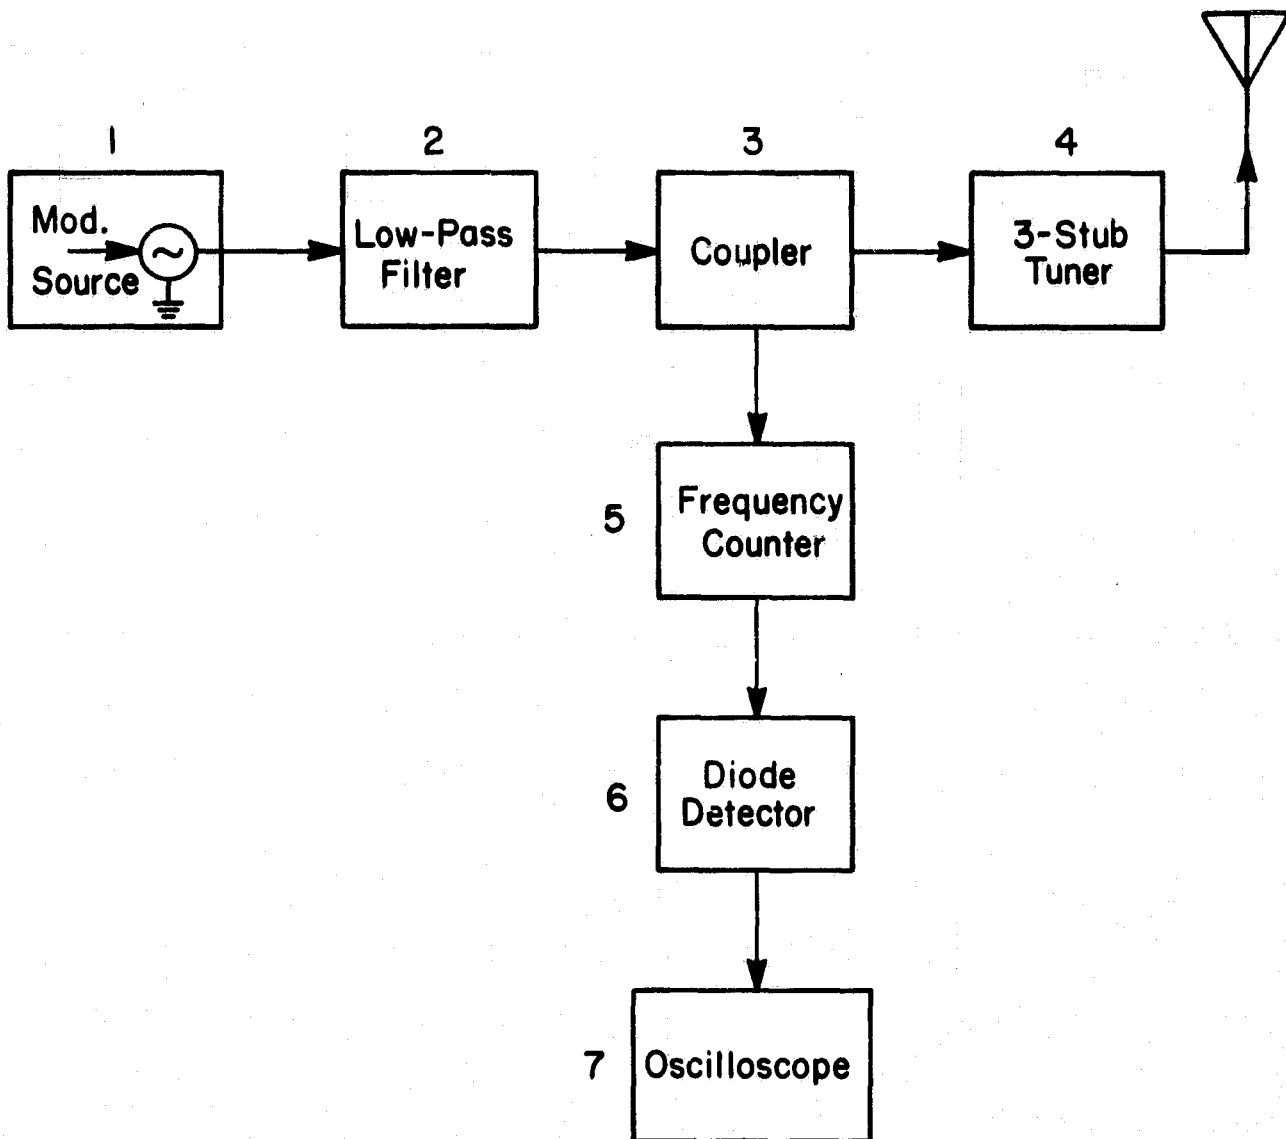 1
2
3
4
Mod.
Source
~
Low-Pass
Filter
Coupler
3-Stub
Tuner
5
Frequency
Counter
6
Diode
Detector
7
Oscilloscope